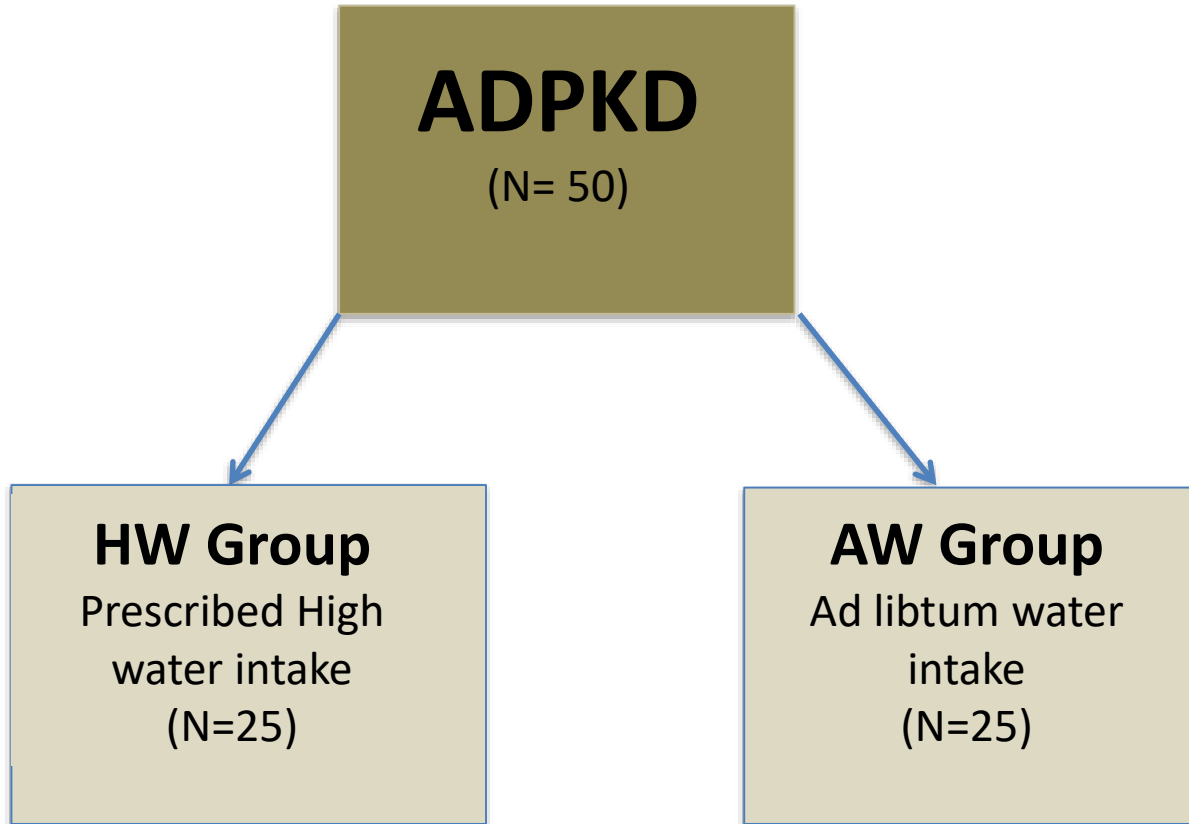 ADPKD
(N= 50)
HW Group
Prescribed High
water intake
(N=25)
AW Group
Ad libtum water
intake
(N=25)